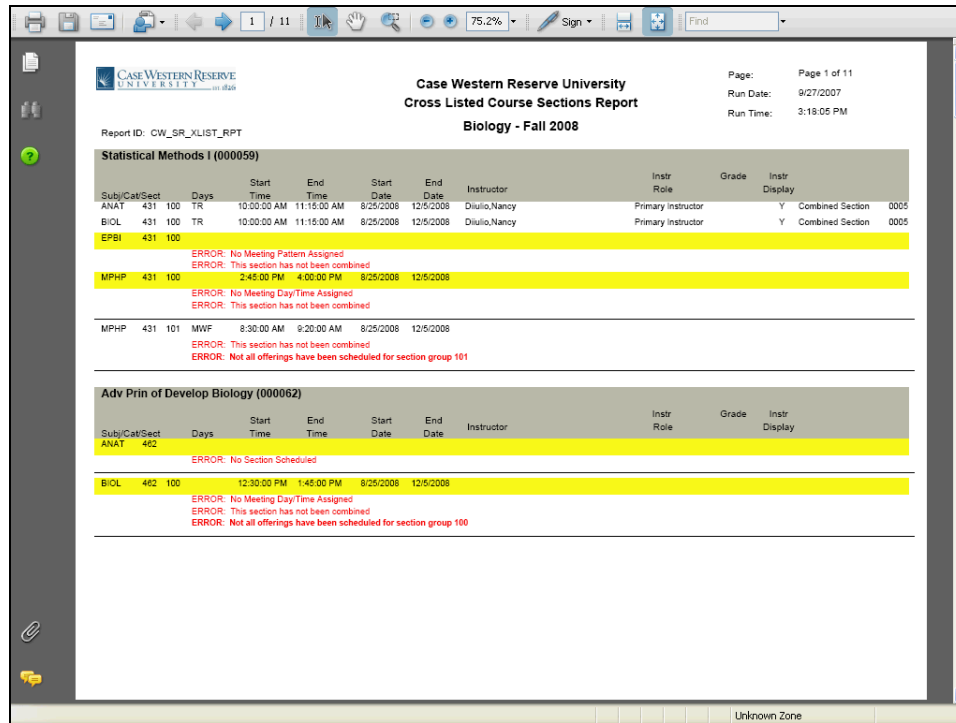 1 / 11 75.2% Sign Find
CASE WESTERN RESERVE
UNIVERSITY EST. 1826
Case Western Reserve University
Cross Listed Course Sections Report
Biology - Fall 2008
Page: Page 1 of 11
Run Date: 9/27/2007
Run Time: 3:18:05 PM
Report ID: CW_SR_XLIST_RPT
Statistical Methods I (000059)
Subj/Cat/Sect Days Start Time End Time Start Date End Date Instructor Instr Role Grade Instr Display
ANAT 431 100 TR 10:00:00 AM 11:15:00 AM 8/25/2008 12/5/2008 Diiulio,Nancy Primary Instructor Y Combined Section 0005
BIOL 431 100 TR 10:00:00 AM 11:15:00 AM 8/25/2008 12/5/2008 Diiulio,Nancy Primary Instructor Y Combined Section 0005
EPBI 431 100
ERROR: No Meeting Pattern Assigned
ERROR: This section has not been combined
MPHP 431 100 2:45:00 PM 4:00:00 PM 8/25/2008 12/5/2008
ERROR: No Meeting Day/Time Assigned
ERROR: This section has not been combined
MPHP 431 101 MWF 8:30:00 AM 9:20:00 AM 8/25/2008 12/5/2008
ERROR: This section has not been combined
ERROR: Not all offerings have been scheduled for section group 101
Adv Prin of Develop Biology (000062)
Subj/Cat/Sect Days Start Time End Time Start Date End Date Instructor Instr Role Grade Instr Display
ANAT 462
ERROR: No Section Scheduled
BIOL 462 100 12:30:00 PM 1:45:00 PM 8/25/2008 12/5/2008
ERROR: No Meeting Day/Time Assigned
ERROR: This section has not been combined
ERROR: Not all offerings have been scheduled for section group 100
Unknown Zone